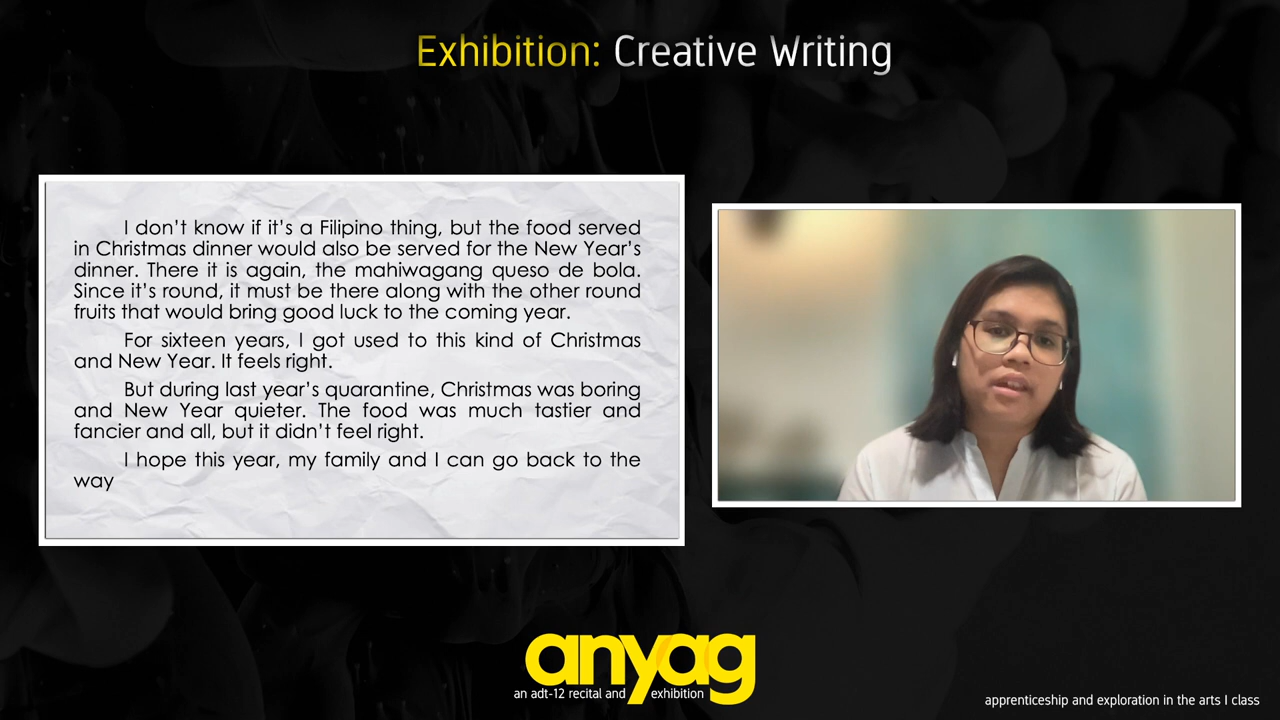 Exhibition: Creative Writing
I don't know if it's a Filipino thing, but the food served
in Christmas dinner would also be served for the New Year's
dinner. There it is again, the mahiwagang queso de bola.
Since it's round, it must be there along with the other round
fruits that would bring good luck to the coming year.
For sixteen years, I got used to this kind of Christmas
and New Year. It feels right.
But during last year's quarantine, Christmas was boring
and New Year quieter. The food was much tastier and
fancier and all, but it didn't feel right.
I hope this year, my family and I can go back to the
way
anyag
an adt-12 recital and exhibition
apprenticeship and exploration in the arts I class